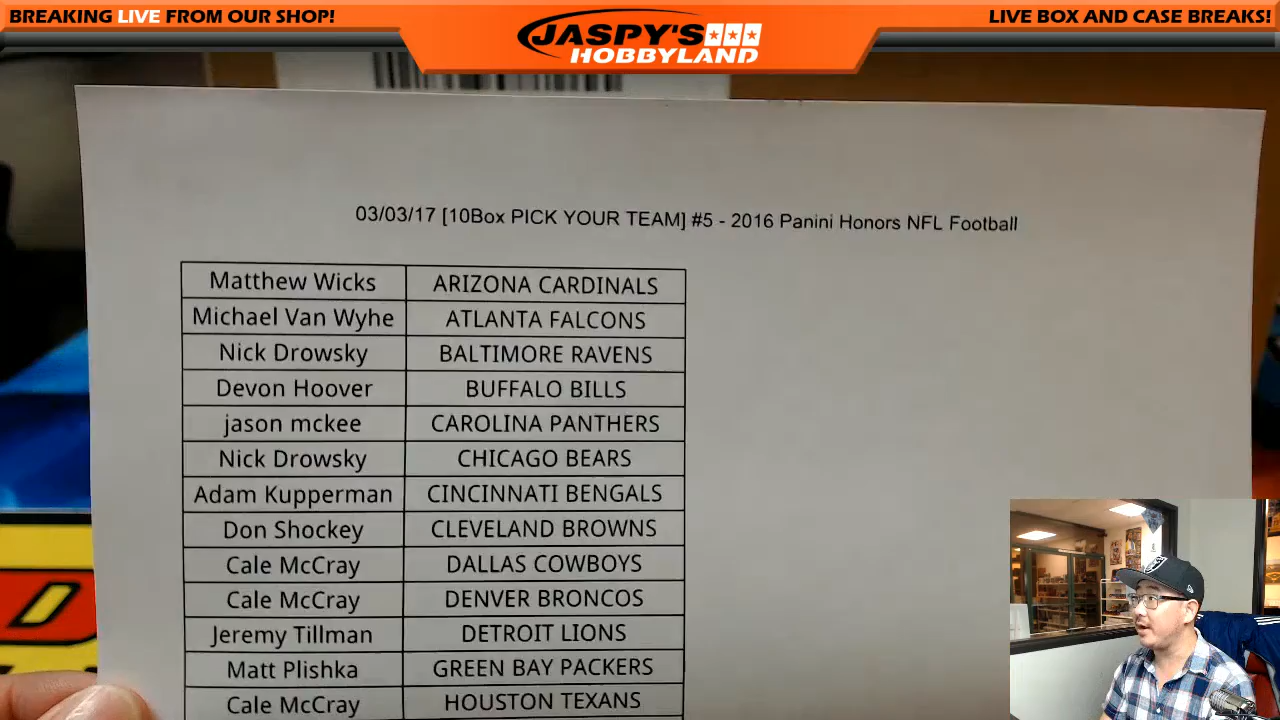 BREAKING LIVE FROM OUR SHOP!
JASPY'S
HOBBYLAND
LIVE BOX AND CASE BREAKS!
03/03/17 [10Box PICK YOUR TEAM] #5 - 2016 Panini Honors NFL Football
Matthew Wicks ARIZONA CARDINALS
Michael Van Wyhe ATLANTA FALCONS
Nick Drowsky BALTIMORE RAVENS
Devon Hoover BUFFALO BILLS
jason mckee CAROLINA PANTHERS
Nick Drowsky CHICAGO BEARS
Adam Kupperman CINCINNATI BENGALS
Don Shockey CLEVELAND BROWNS
Cale McCray DALLAS COWBOYS
Cale McCray DENVER BRONCOS
Jeremy Tillman DETROIT LIONS
Matt Plishka GREEN BAY PACKERS
Cale McCray HOUSTON TEXANS